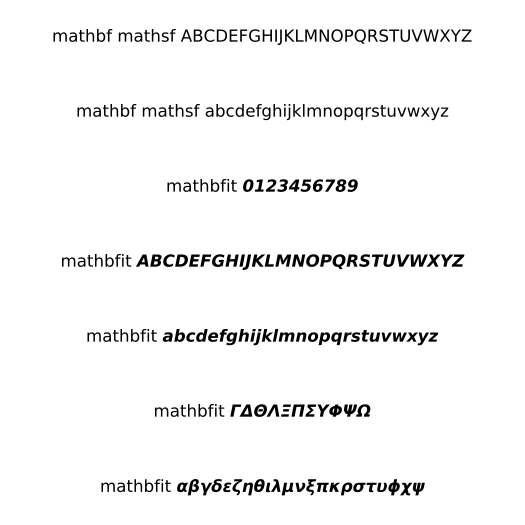 mathbf mathsf ABCDEFGHIJKLMNOPQRSTUVWXYZ
mathbf mathsf abcdefghijklmnopqrstuvwxyz
mathbfit 0123456789
mathbfit ABCDEFGHIJKLMNOPQRSTUVWXYZ
mathbfit abcdefghijklmnopqrstuvwxyz
mathbfit ΓΔΘΛΞΠΣΥΦΨΩ
mathbfit αβγδεζηθιλμνξπκρστυϕχψ